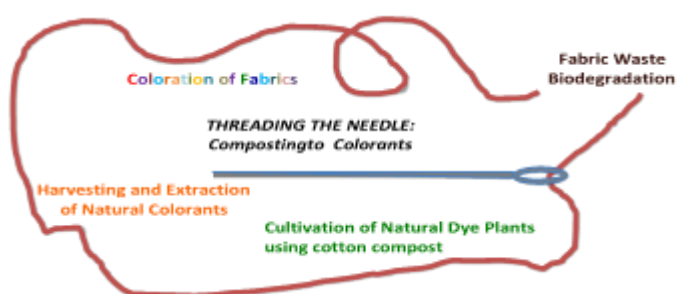 Fabric Waste
Biodegradation
Coloration of Fabrics
THREADING THE NEEDLE:
Compostingto Colorants
Harvesting and Extraction
of Natural Colorants
Cultivation of Natural Dye Plants
using cotton compost